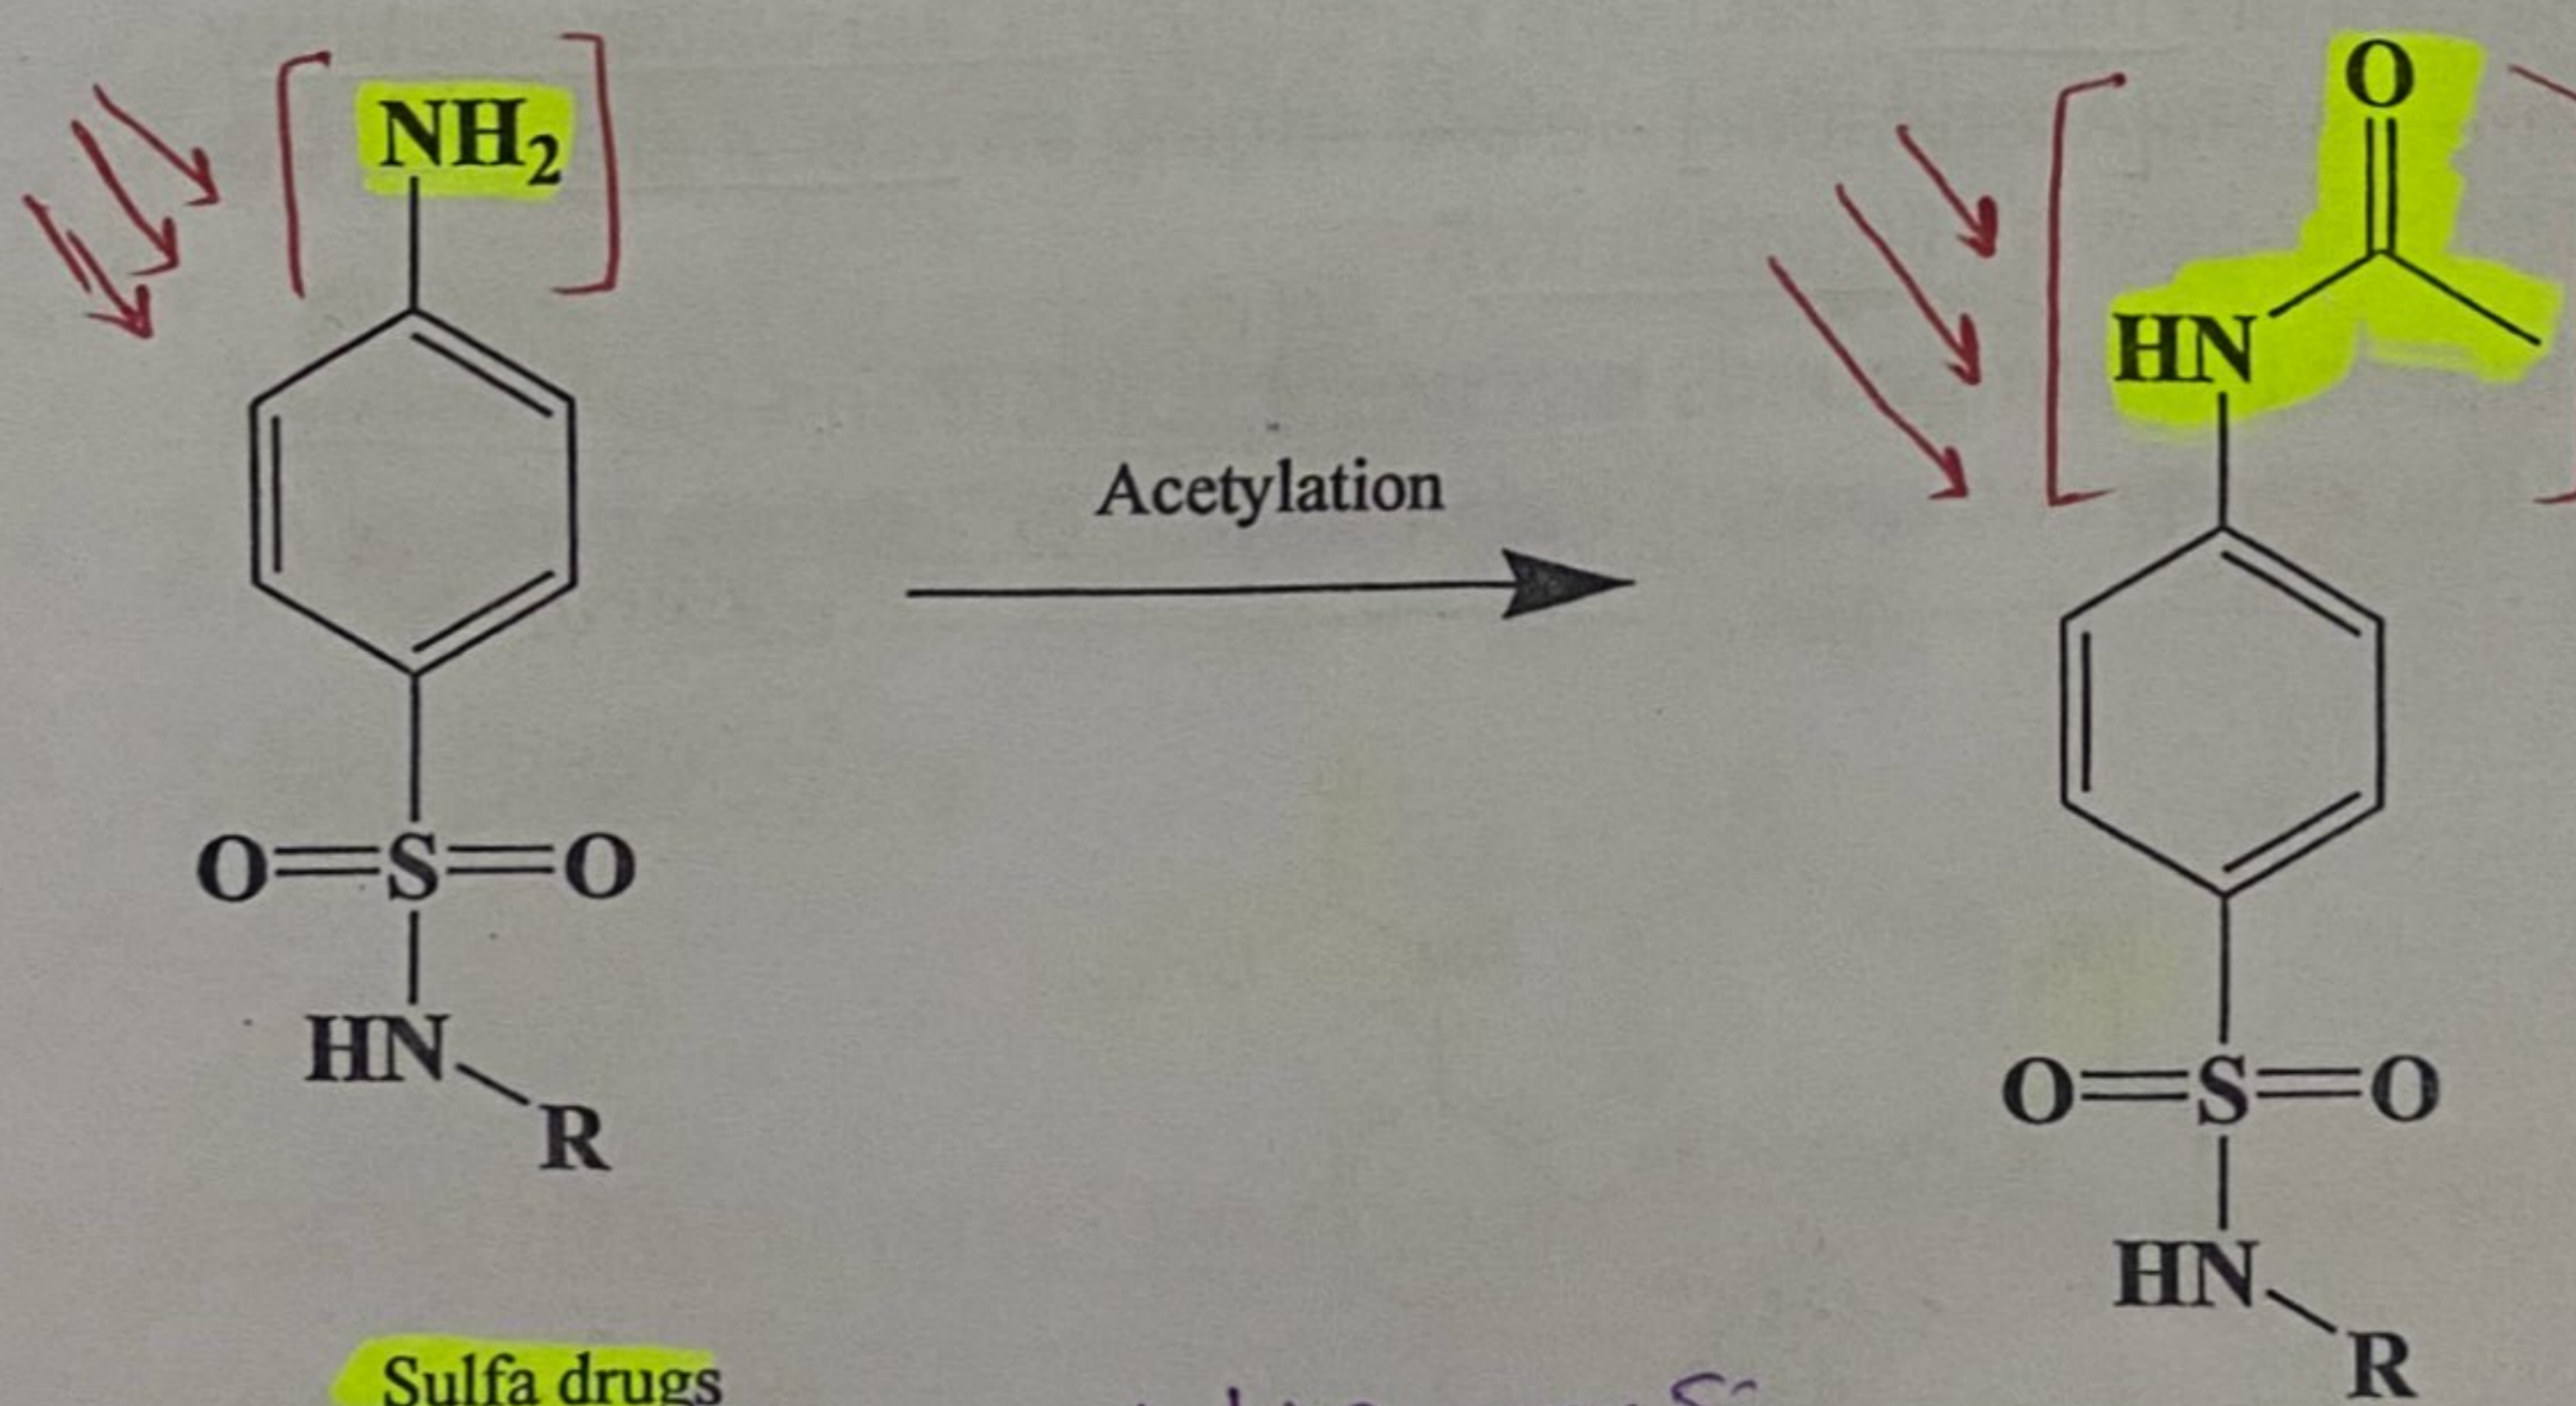 NH2
O
HN
Acetylation
O=S=O
HN
R
O=S=O
HN
R
Sulfa drugs